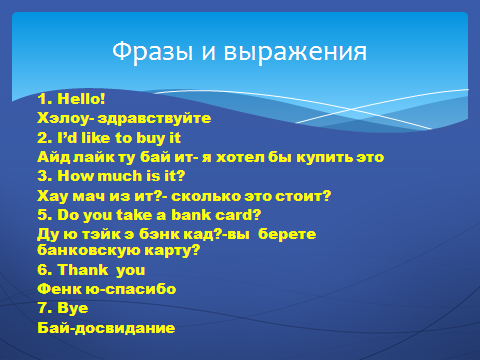 Фразы и выражения
1. Hello!
Хэлоу- здравствуйте
2. I’d like to buy it
Айд лайк ту бай ит- я хотел бы купить это
3. How much is it?
Хау мач из ит?- сколько это стоит?
5. Do you take a bank card?
Ду ю тэйк э бэнк кад?-вы берете
банковскую карту?
6. Thank you
Фенк ю-спасибо
7. Bye
Бай-досвидание